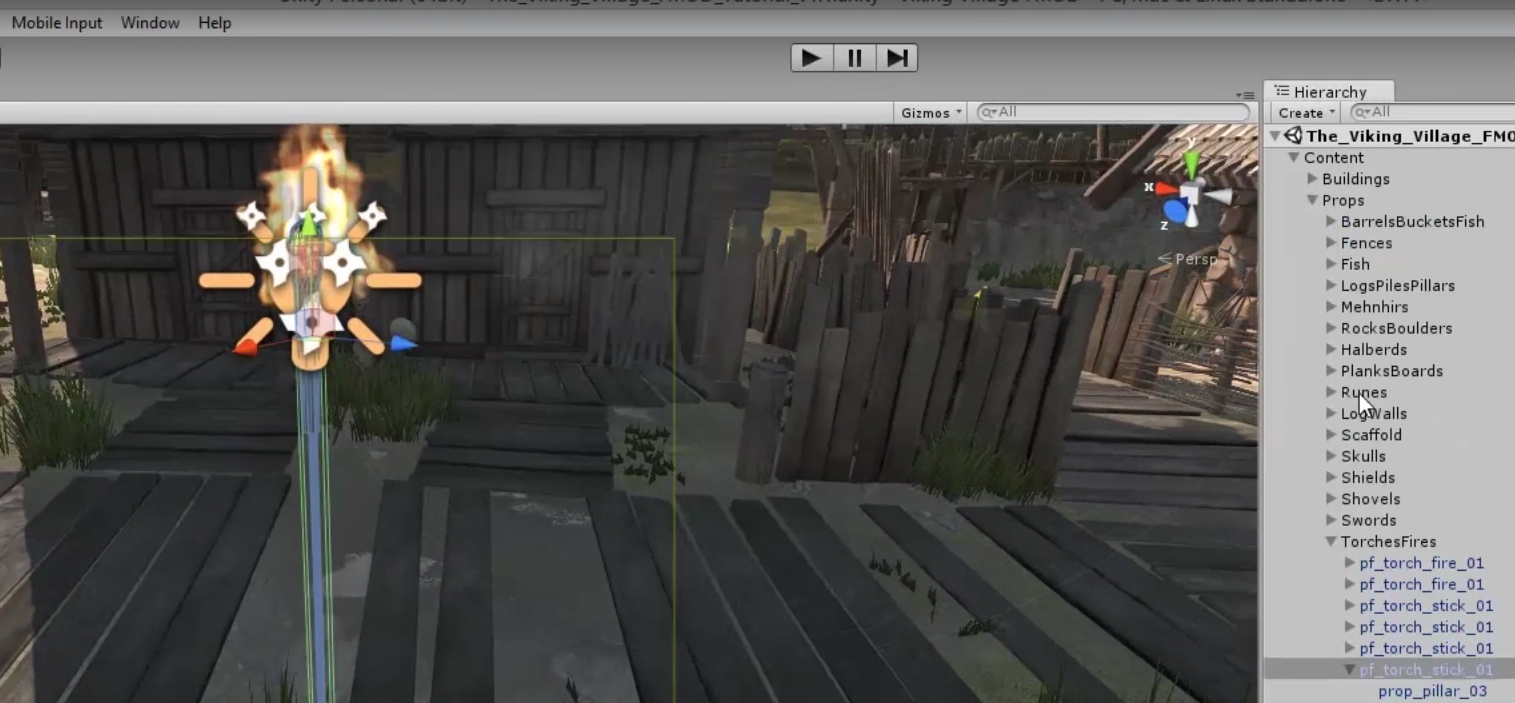 Mobile Input Window Help
Gizmos All
Hierarchy
Create All
The_Viking_Village_FMO
Content
Buildings
Props
BarrelsBucketsFish
Fences
Fish
LogsPilesPillars
Mehnhirs
RocksBoulders
Halberds
PlanksBoards
Runes
LogWalls
Scaffold
Skulls
Shields
Shovels
Swords
TorchesFires
pf_torch_fire_01
pf_torch_fire_01
pf_torch_stick_01
pf_torch_stick_01
pf_torch_stick_01
pf_torch_stick_01
prop_pillar_03
y
x
z
Persp